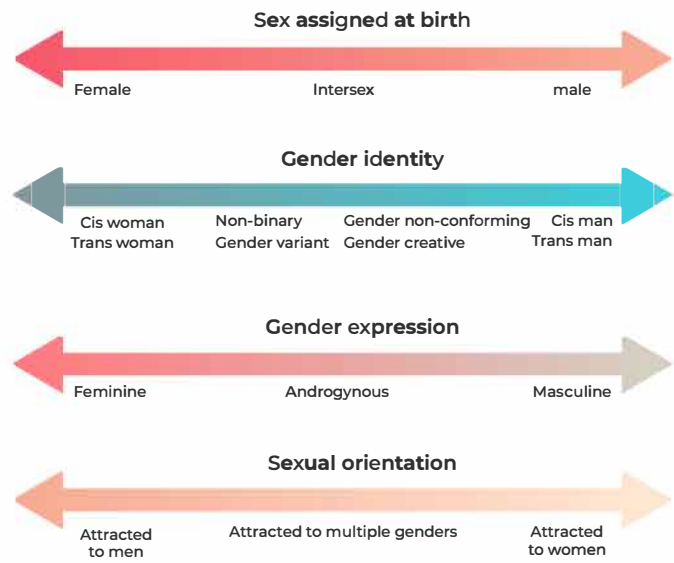 Sex assigned at birth
Female Intersex male
Gender identity
Cis woman Non-binary Gender non-conforming Cis man
Trans woman Gender variant Gender creative Trans man
Gender expression
Feminine Androgynous Masculine
Sexual orientation
Attracted Attracted to multiple genders Attracted
to men to women